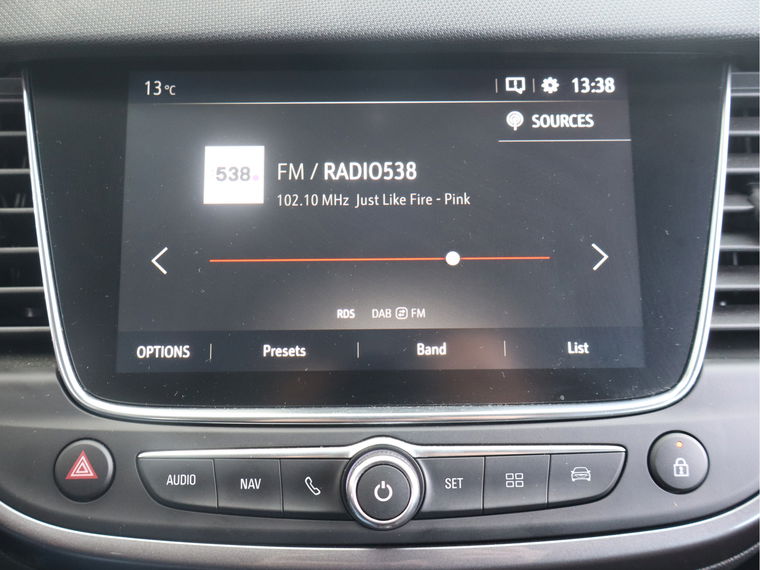 13°C
13:38
SOURCES
538
FM / RADIO538
102.10 MHz Just Like Fire - Pink
RDS DAB FM
OPTIONS Presets Band List
AUDIO NAV SET